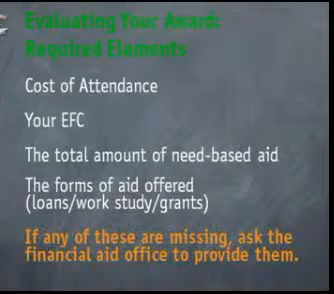 Evaluating Your Award:
Required Elements
Cost of Attendance
Your EFC
The total amount of need-based aid
The forms of aid offered
(loans/work study/grants)
If any of these are missing, ask the
financial aid office to provide them.